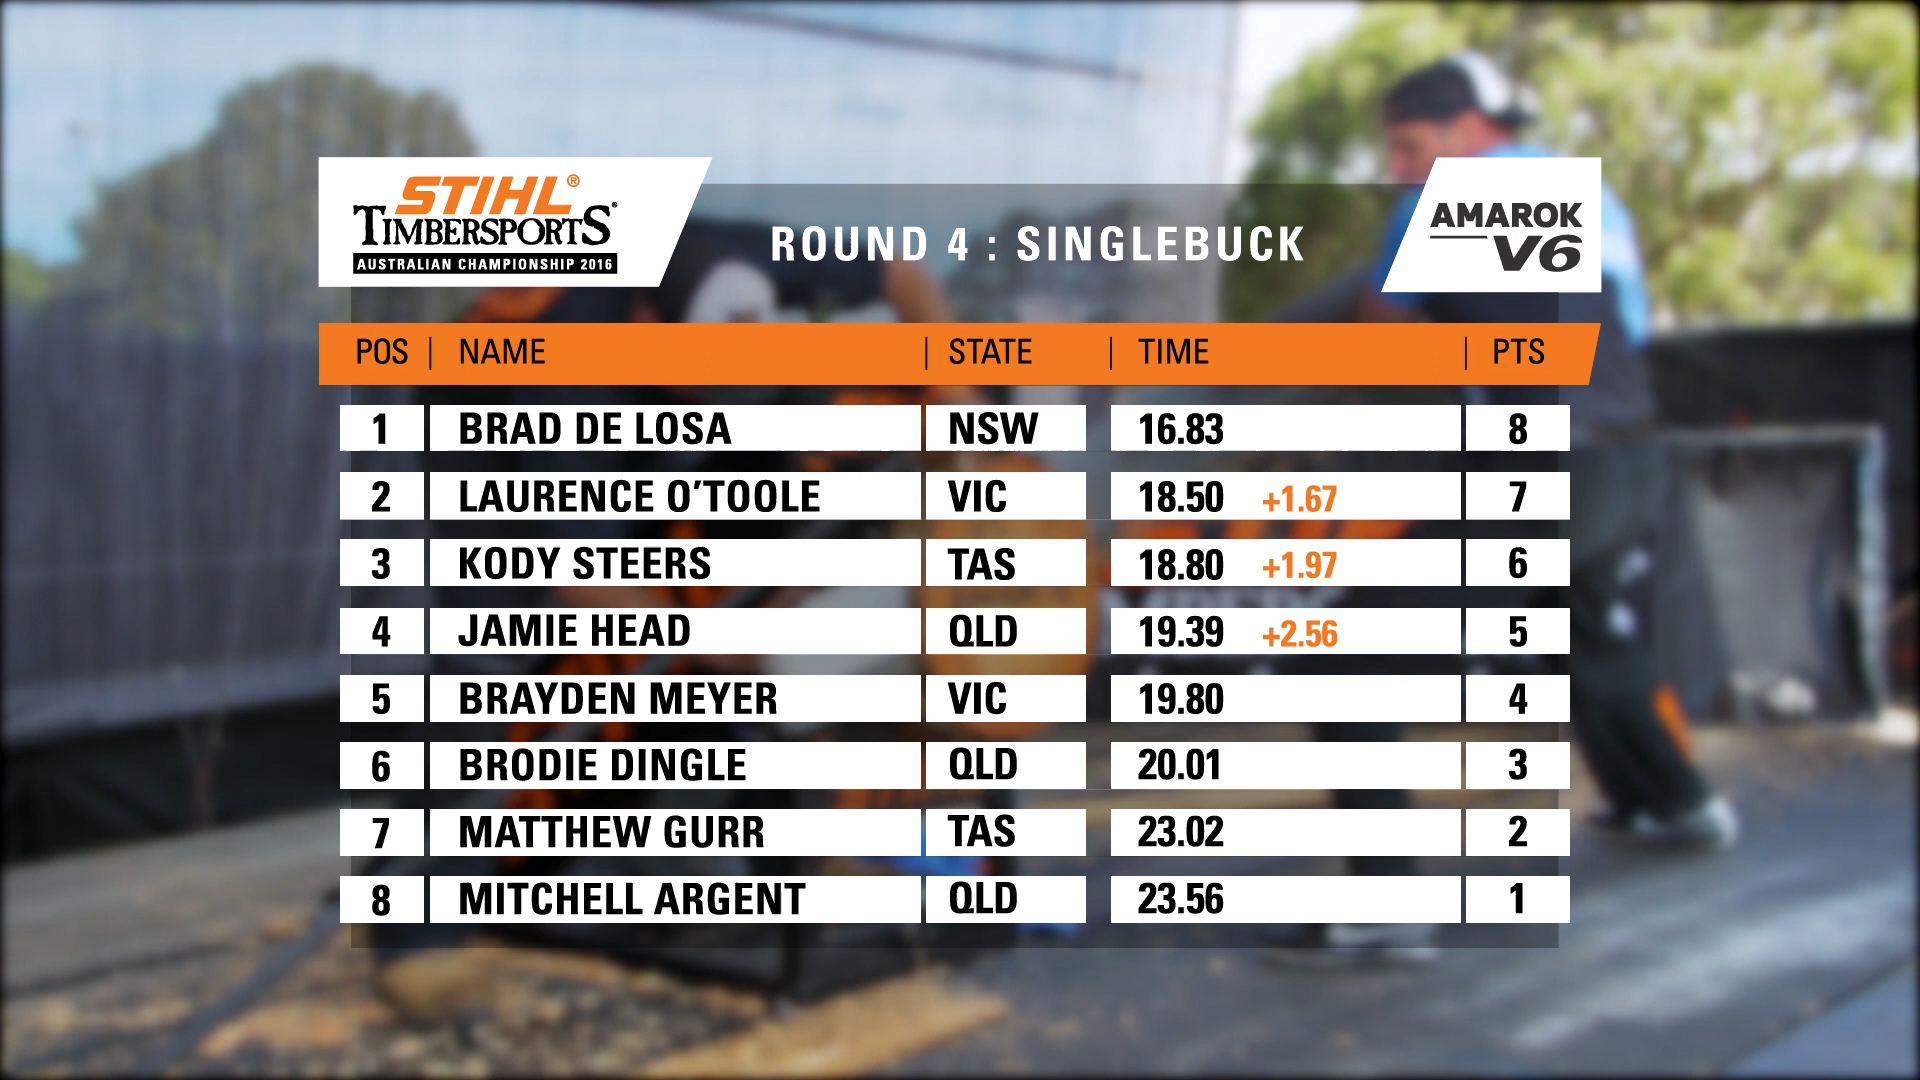 STIHL®
TIMBERSPORTS®
AUSTRALIAN CHAMPIONSHIP 2016
ROUND 4 : SINGLEBUCK
AMAROK
V6
POS | NAME | STATE | TIME | PTS
1 BRAD DE LOSA NSW 16.83 8
2 LAURENCE O'TOOLE VIC 18.50 +1.67 7
3 KODY STEERS TAS 18.80 +1.97 6
4 JAMIE HEAD QLD 19.39 +2.56 5
5 BRAYDEN MEYER VIC 19.80 4
6 BRODIE DINGLE QLD 20.01 3
7 MATTHEW GURR TAS 23.02 2
8 MITCHELL ARGENT QLD 23.56 1